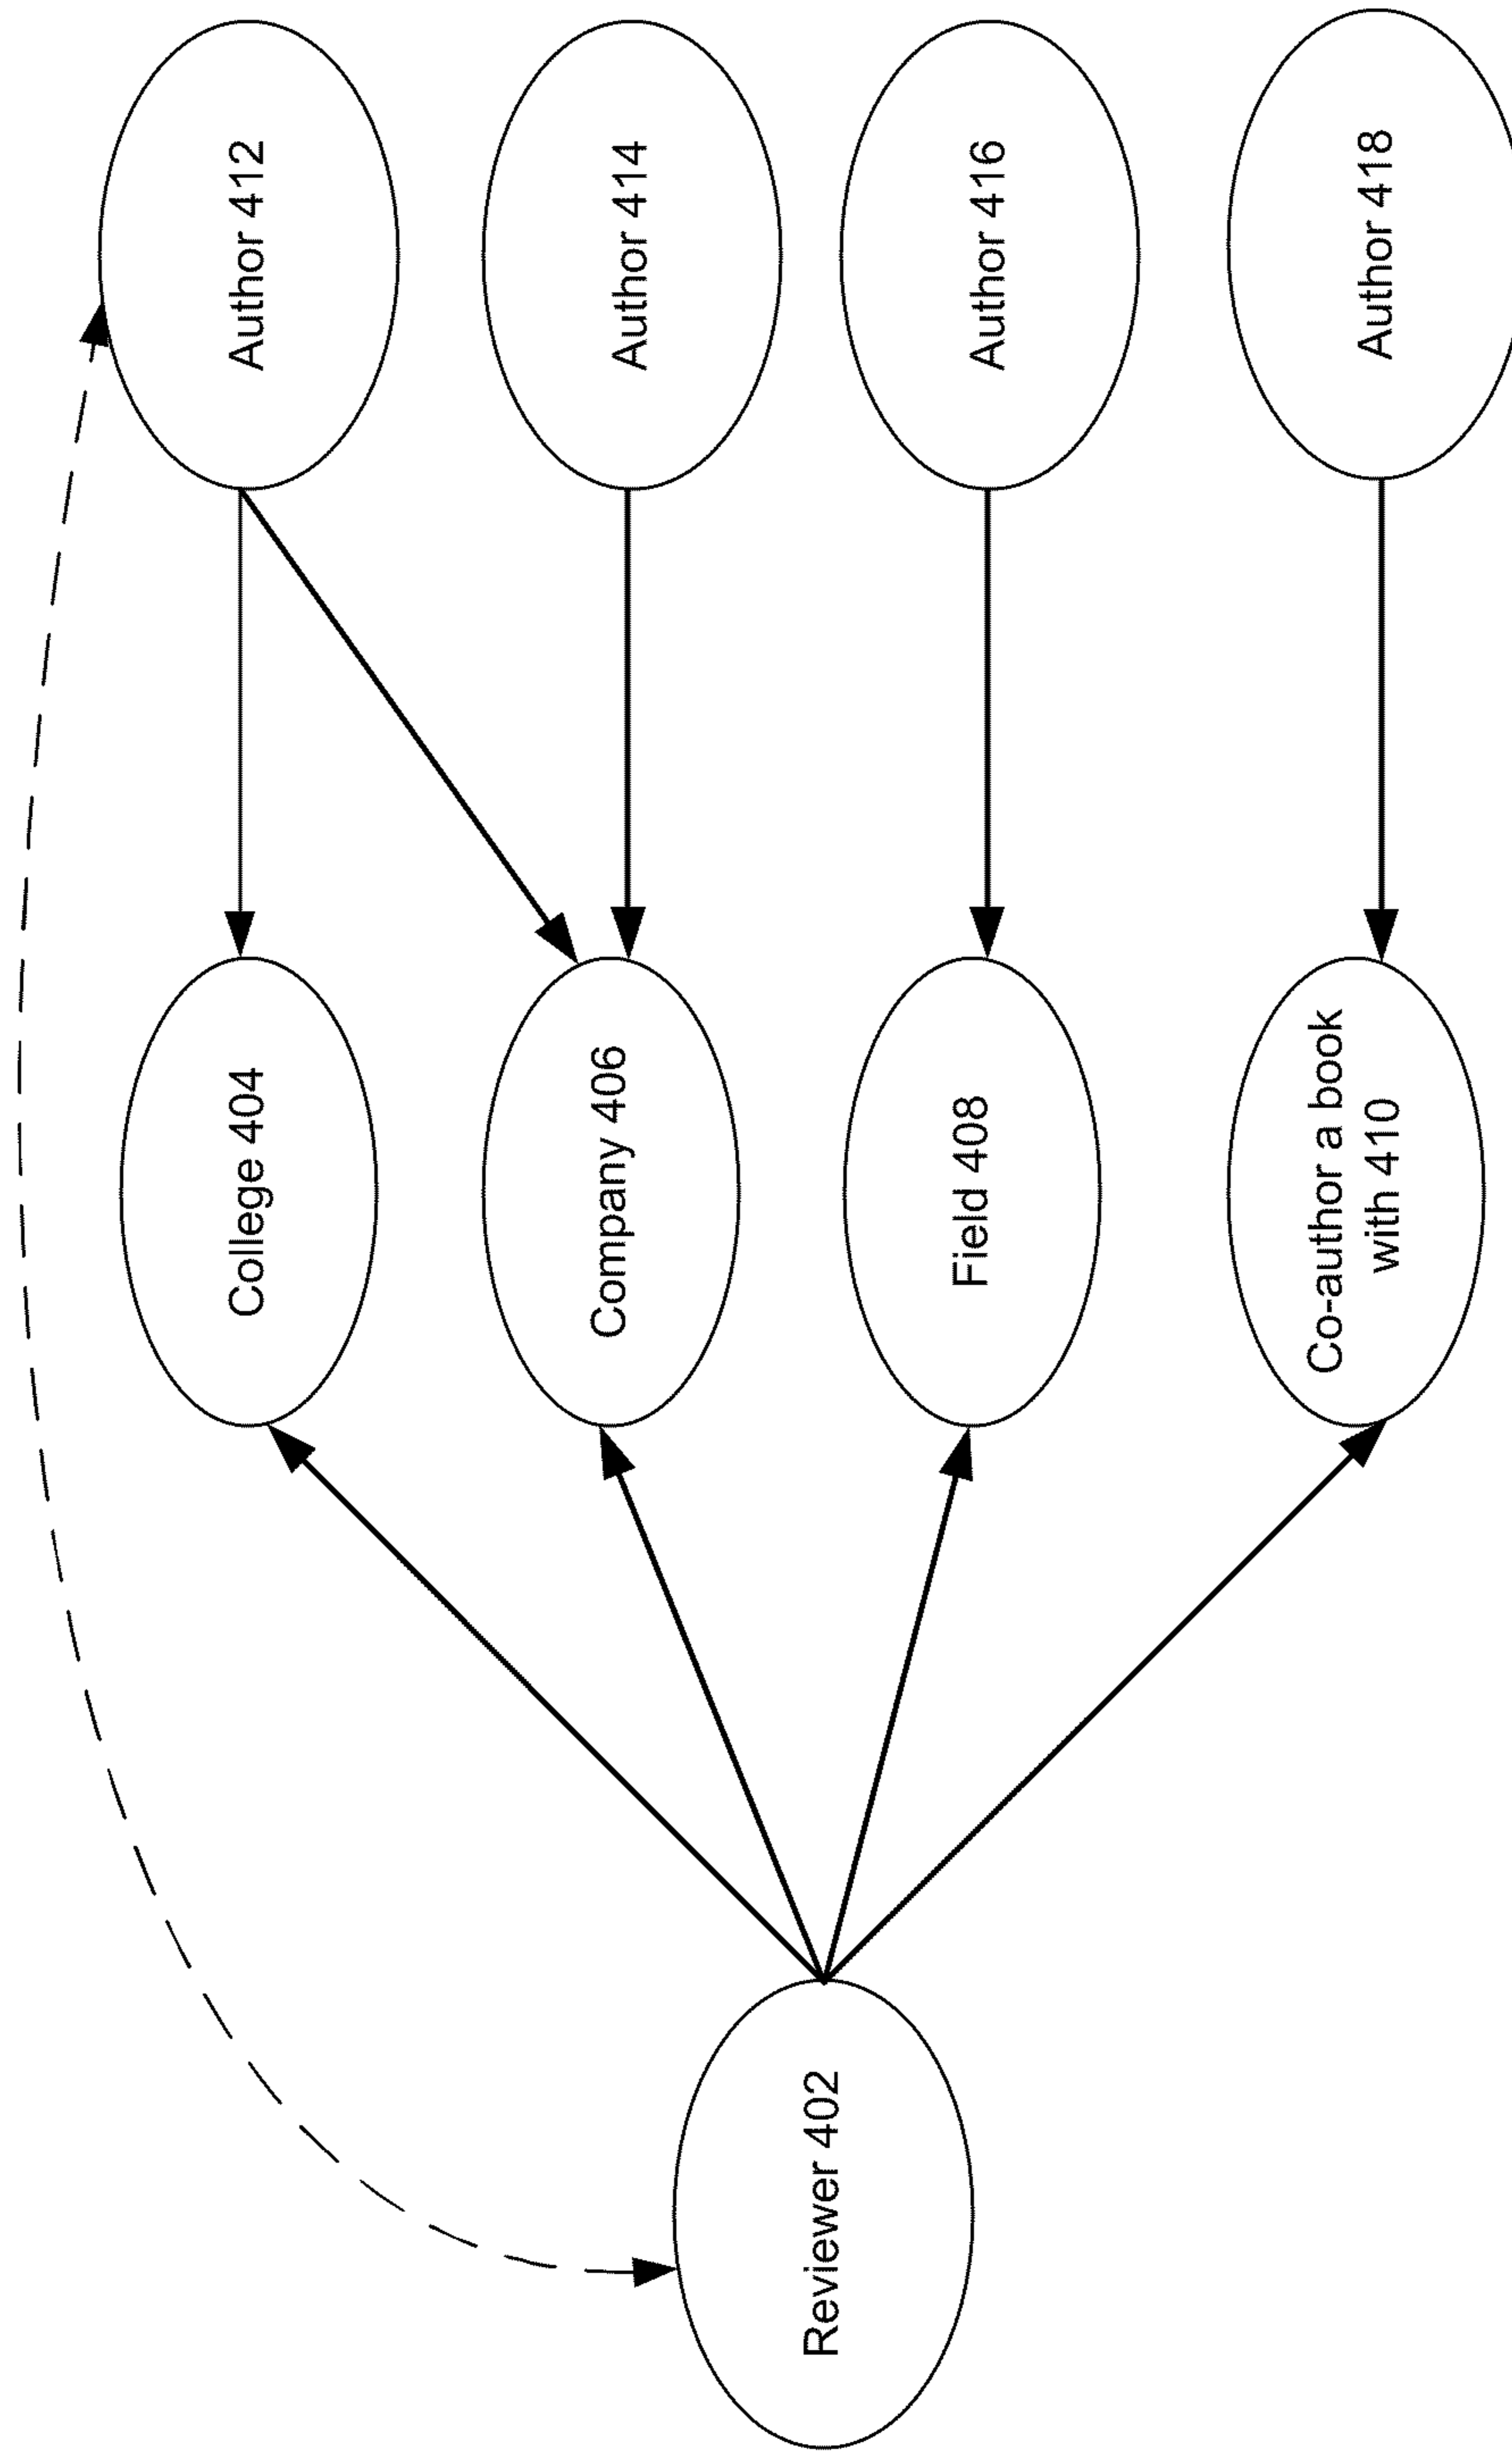 Reviewer 402
College 404
Company 406
Field 408
Co-author a book
with 410
Author 412
Author 414
Author 416
Author 418